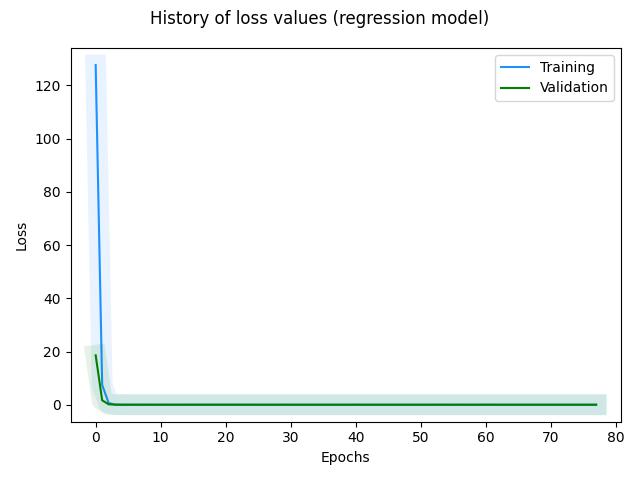 History of loss values (regression model)
Training
Validation
120
100
80
60
40
20
0
Loss
0 10 20 30 40 50 60 70 80
Epochs